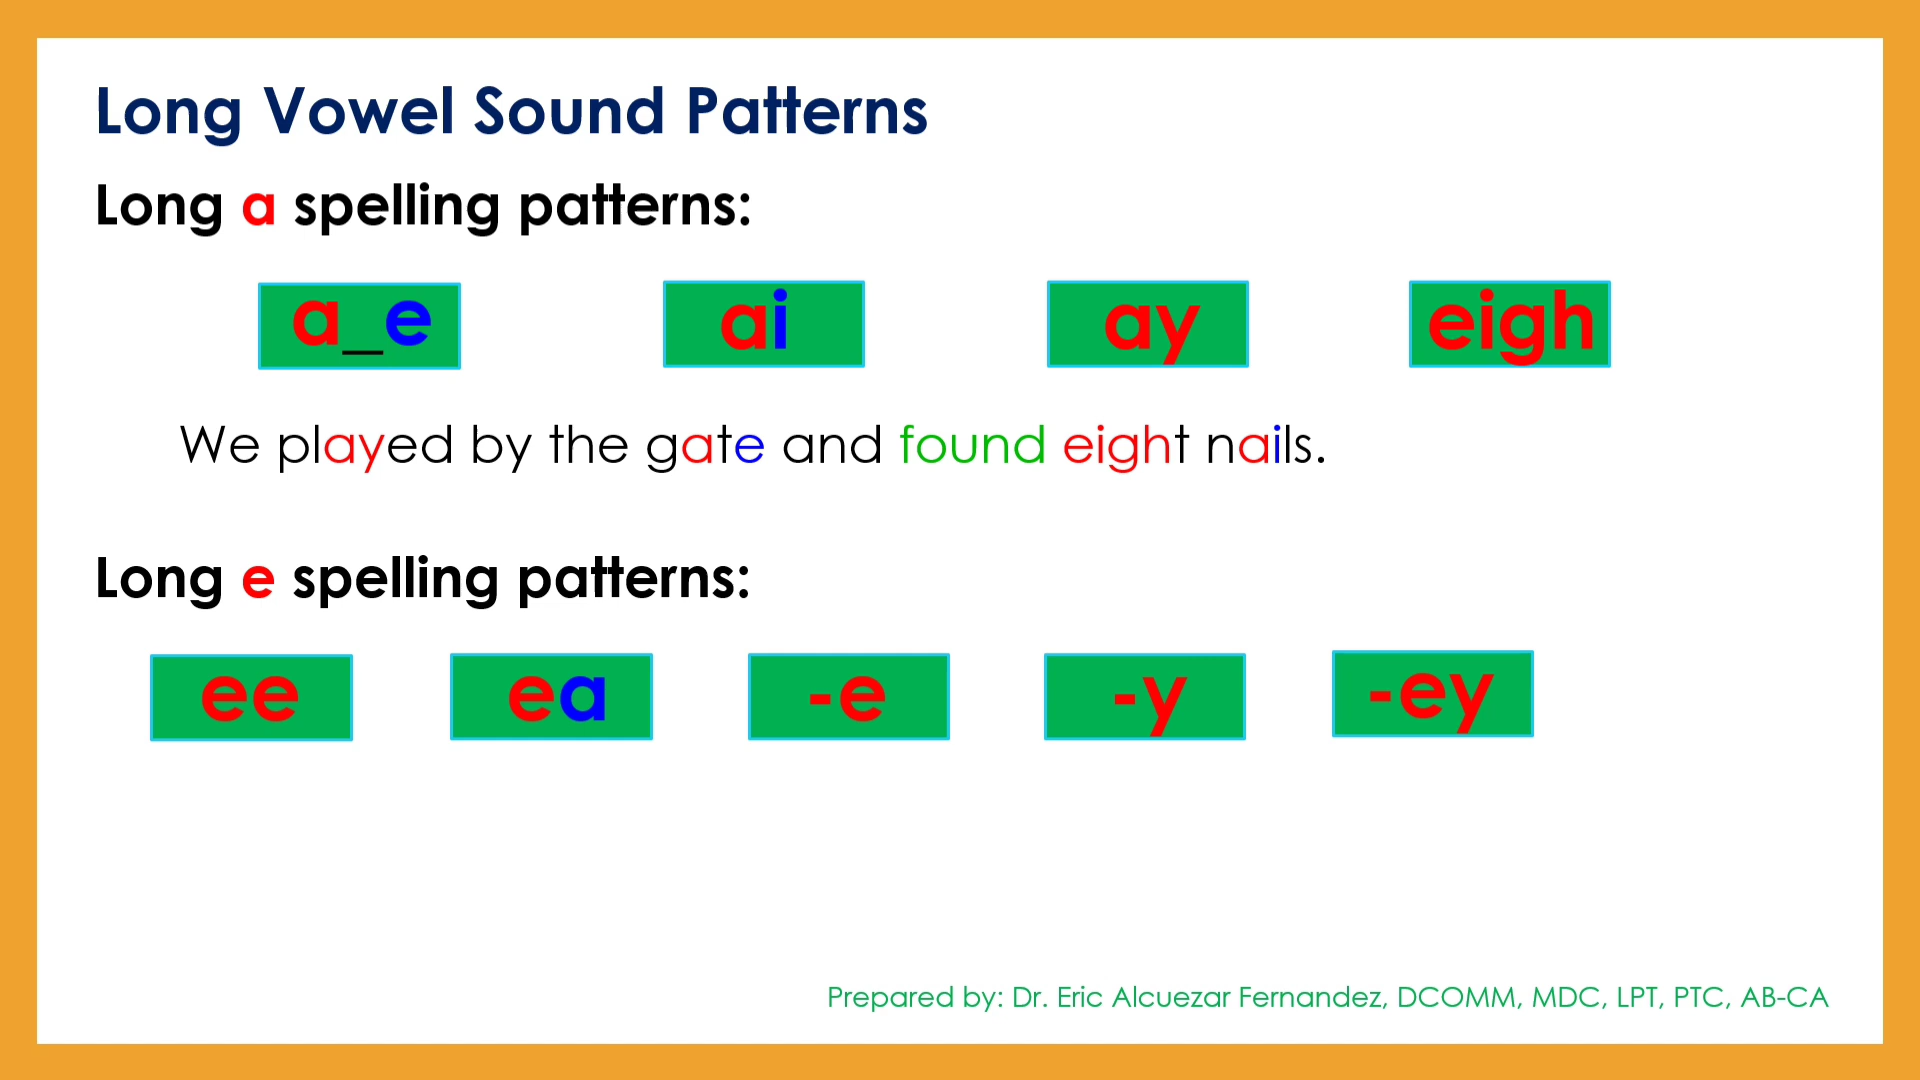 Long Vowel Sound Patterns
Long a spelling patterns:
a_e ai ay eigh
We played by the gate and found eight nails.
Long e spelling patterns:
ee ea -e -y -ey
Prepared by: Dr. Eric Alcuezar Fernandez, DCOMM, MDC, LPT, PTC, AB-CA